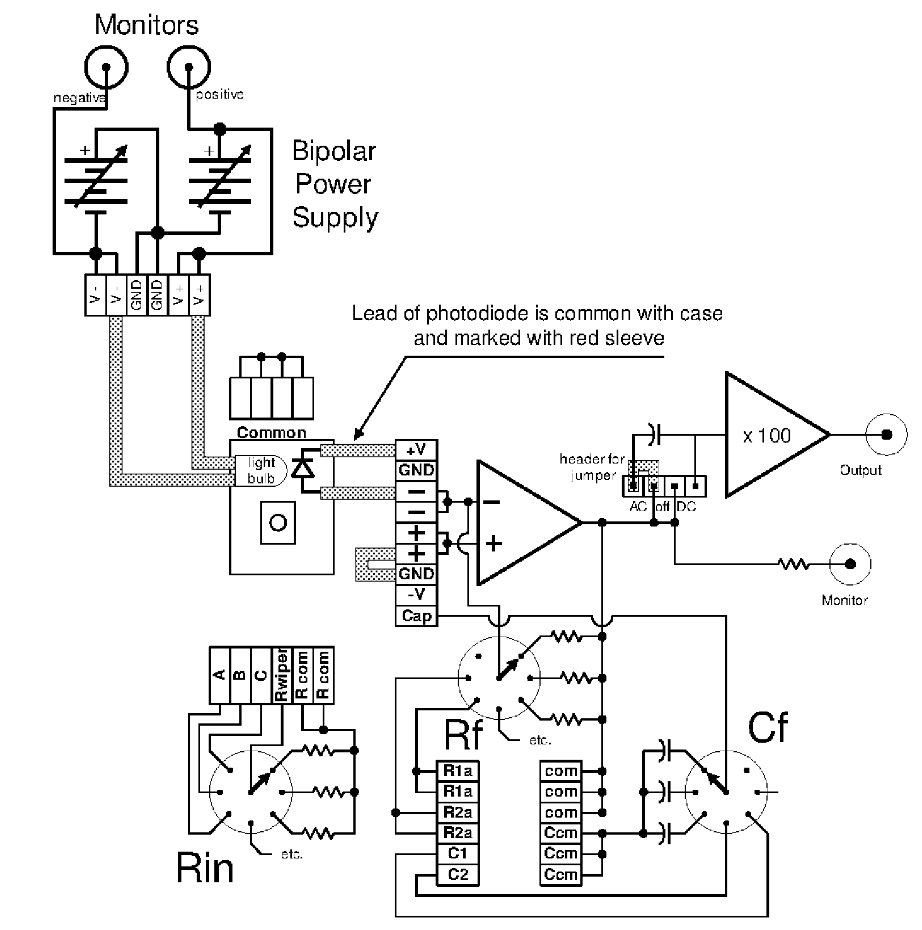 Monitors
negative
positive
+
+
Bipolar
Power
Supply
V -
V -
GND
GND
V +
V +
Lead of photodiode is common with case
and marked with red sleeve
Common
light
bulb
+V
GND
−
−
+
+
GND
-V
Cap
−
+
header for
jumper
AC
off
DC
x 100
Output
Monitor
A
B
C
Rwiper
R com
R com
etc.
Rin
Rf
etc.
R1a
R1a
R2a
R2a
C1
C2
com
com
com
Ccm
Ccm
Ccm
Cf